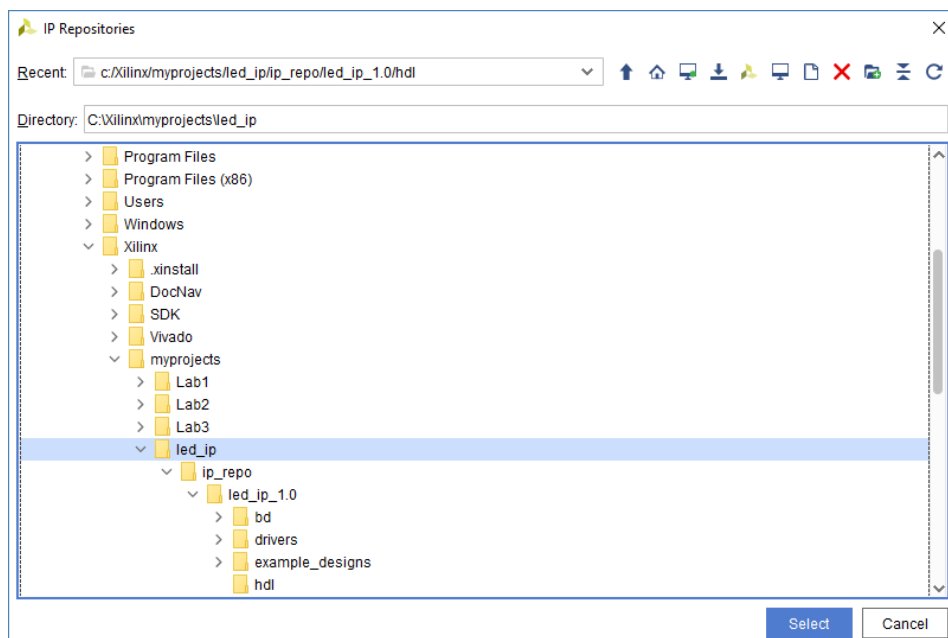 IP Repositories
Recent: c:/Xilinx/myprojects/led_ip/ip_repo/led_ip_1.0/hdl
Directory: C:\Xilinx\myprojects\led_ip
Program Files
Program Files (x86)
Users
Windows
Xilinx
.xinstall
DocNav
SDK
Vivado
myprojects
Lab1
Lab2
Lab3
led_ip
ip_repo
led_ip_1.0
bd
drivers
example_designs
hdl
Select Cancel